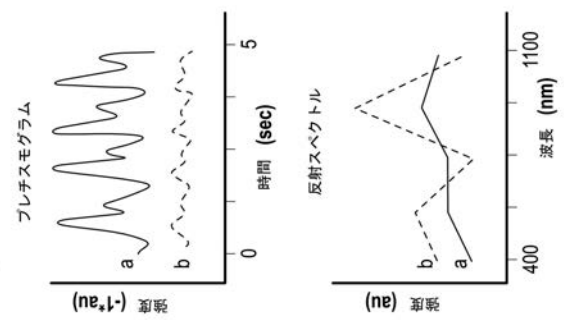 プレチスモグラム
強度 (-1*au)
a
b
0
5
時間 (sec)
反射スペクトル
強度 (au)
b
a
400
1100
波長 (nm)